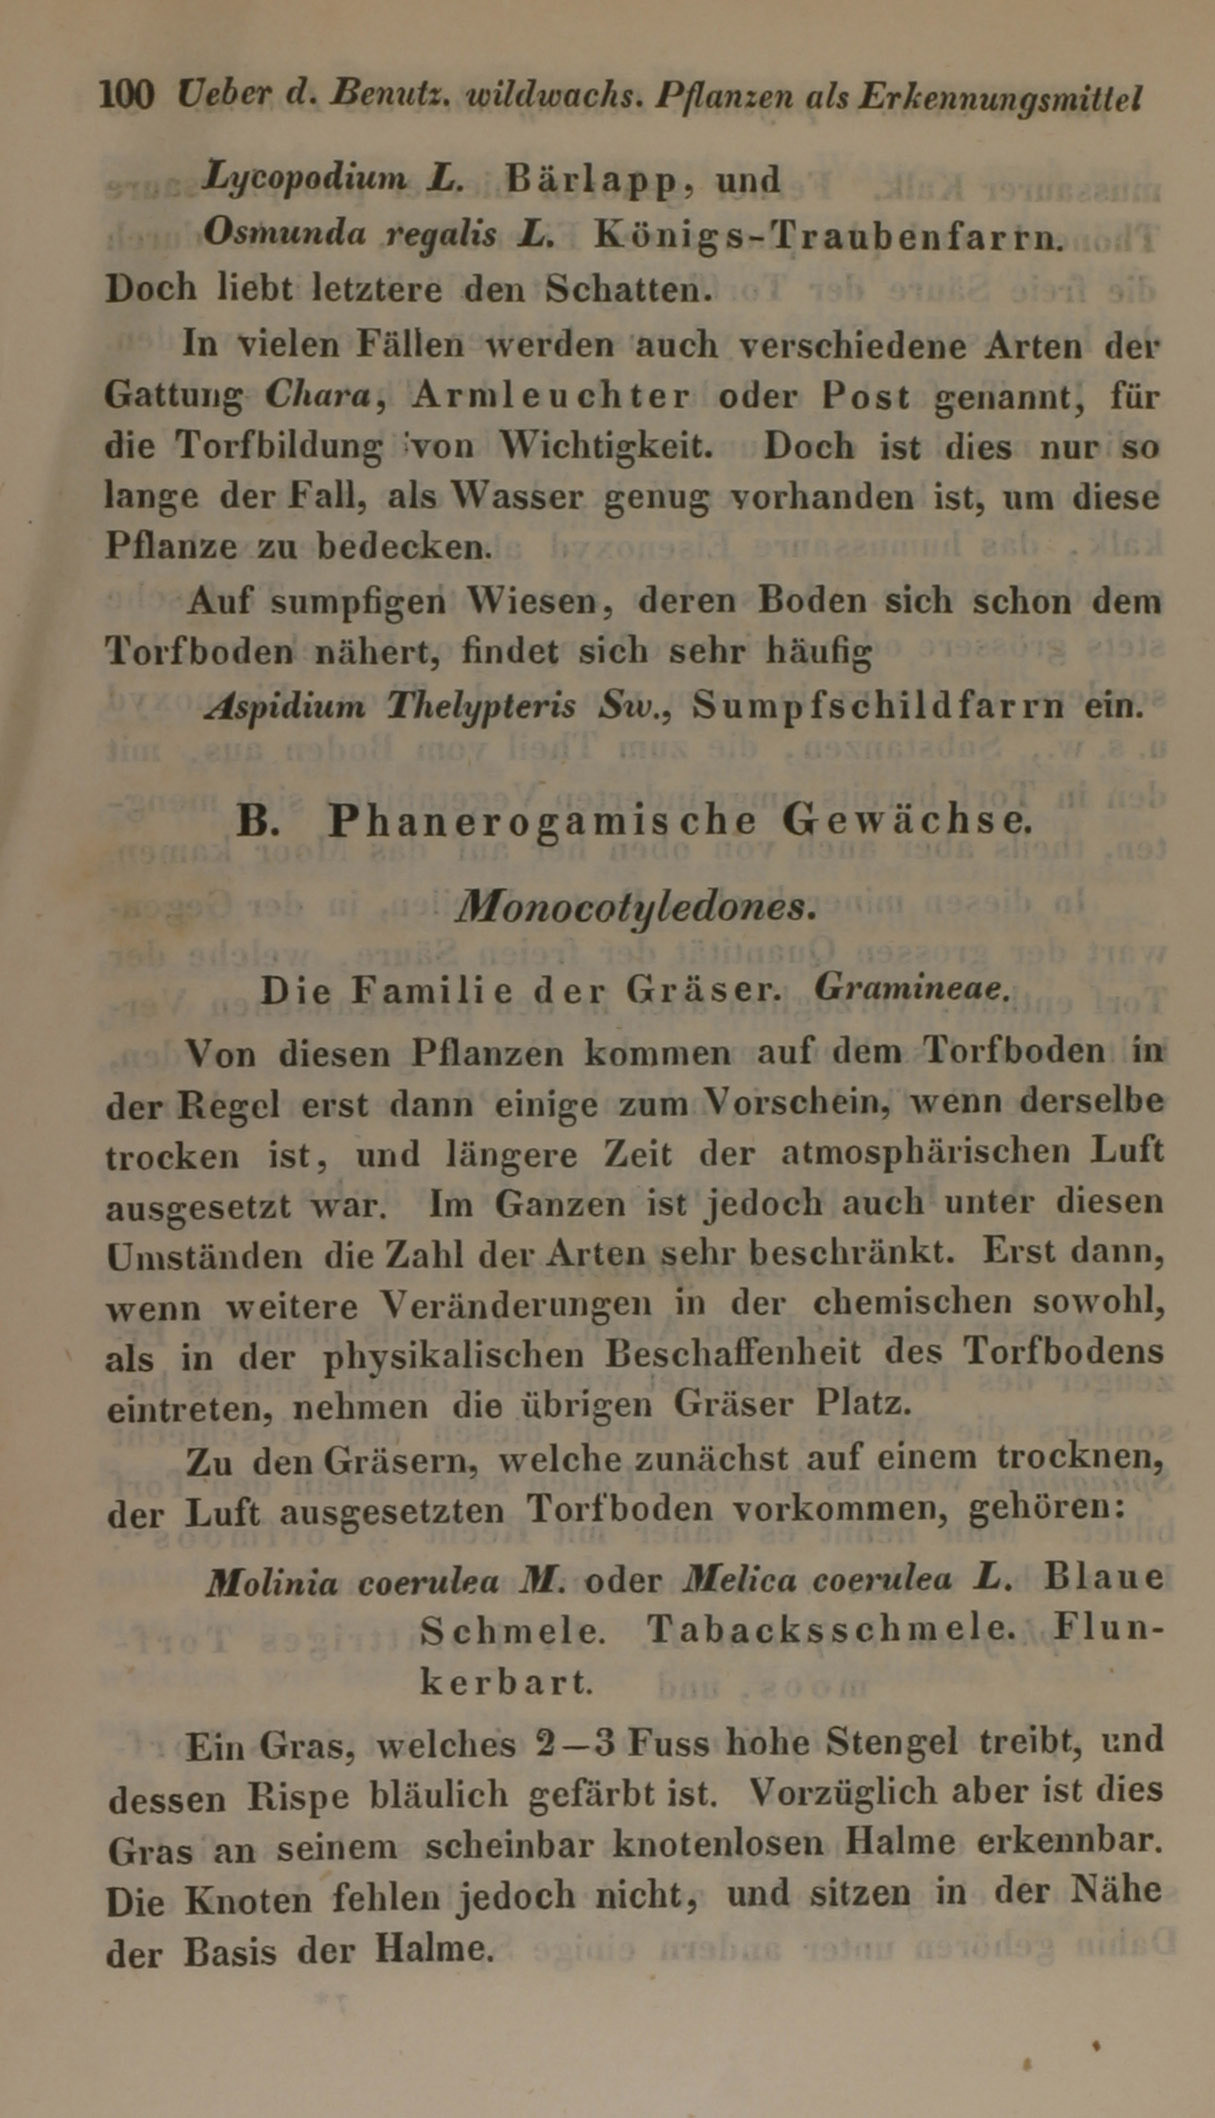 100 Ueber d. Benutz. wildwachs. Pflanzen als Erkennungsmittel
Lycopodium L. Bärlapp, und
Osmunda regalis L. Königs-Traubenfarrn.
Doch liebt letztere den Schatten.
In vielen Fällen werden auch verschiedene Arten der
Gattung Chara, Armleuchter oder Post genannt, für
die Torfbildung von Wichtigkeit. Doch ist dies nur so
lange der Fall, als Wasser genug vorhanden ist, um diese
Pflanze zu bedecken.
Auf sumpfigen Wiesen, deren Boden sich schon dem
Torfboden nähert, findet sich sehr häufig
Aspidium Thelypteris Sw., Sumpfschildfarrn ein.
B. Phanerogamische Gewächse.
Monocotyledones.
Die Familie der Gräser. Gramineae.
Von diesen Pflanzen kommen auf dem Torfboden in
der Regel erst dann einige zum Vorschein, wenn derselbe
trocken ist, und längere Zeit der atmosphärischen Luft
ausgesetzt war. Im Ganzen ist jedoch auch unter diesen
Umständen die Zahl der Arten sehr beschränkt. Erst dann,
wenn weitere Veränderungen in der chemischen sowohl,
als in der physikalischen Beschaffenheit des Torfbodens
eintreten, nehmen die übrigen Gräser Platz.
Zu den Gräsern, welche zunächst auf einem trocknen,
der Luft ausgesetzten Torfboden vorkommen, gehören:
Molinia coerulea M. oder Melica coerulea L. Blaue
Schmele. Tabacksschmele. Flun-
kerbart.
Ein Gras, welches 2—3 Fuss hohe Stengel treibt, und
dessen Rispe bläulich gefärbt ist. Vorzüglich aber ist dies
Gras an seinem scheinbar knotenlosen Halme erkennbar.
Die Knoten fehlen jedoch nicht, und sitzen in der Nähe
der Basis der Halme.